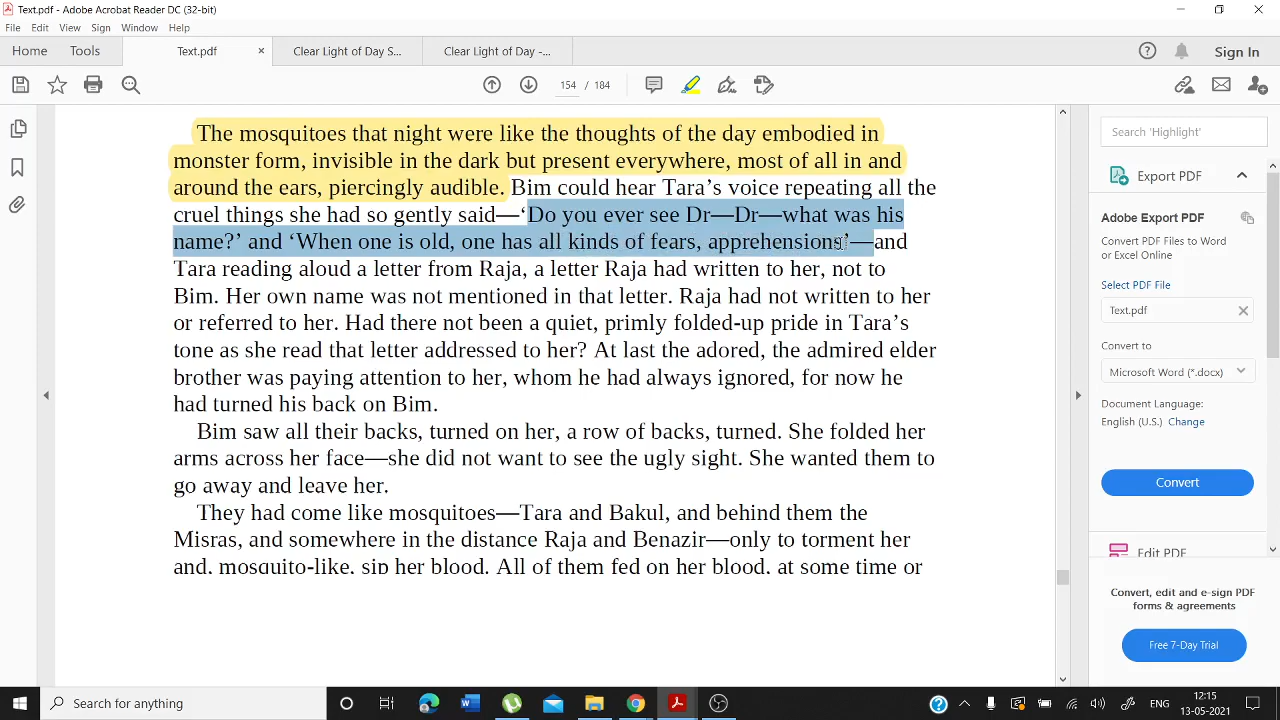 Text.pdf - Adobe Acrobat Reader DC (32-bit)
File Edit View Sign Window Help
Home Tools Text.pdf × Clear Light of Day S... Clear Light of Day -... Sign In
154 / 184
The mosquitoes that night were like the thoughts of the day embodied in
monster form, invisible in the dark but present everywhere, most of all in and
around the ears, piercingly audible. Bim could hear Tara’s voice repeating all the
cruel things she had so gently said—‘Do you ever see Dr—Dr—what was his
name?’ and ‘When one is old, one has all kinds of fears, apprehensions’—and
Tara reading aloud a letter from Raja, a letter Raja had written to her, not to
Bim. Her own name was not mentioned in that letter. Raja had not written to her
or referred to her. Had there not been a quiet, primly folded-up pride in Tara’s
tone as she read that letter addressed to her? At last the adored, the admired elder
brother was paying attention to her, whom he had always ignored, for now he
had turned his back on Bim.
Bim saw all their backs, turned on her, a row of backs, turned. She folded her
arms across her face—she did not want to see the ugly sight. She wanted them to
go away and leave her.
They had come like mosquitoes—Tara and Bakul, and behind them the
Misras, and somewhere in the distance Raja and Benazir—only to torment her
and, mosquito-like, sip her blood. All of them fed on her blood, at some time or
Search 'Highlight'
Export PDF
Adobe Export PDF
Convert PDF Files to Word
or Excel Online
Select PDF File
Text.pdf
Convert to
Microsoft Word (*.docx)
Document Language:
English (U.S.) Change
Convert
Edit PDF
Convert, edit and e-sign PDF
forms & agreements
Free 7-Day Trial
Search for anything
ENG
12:15
13-05-2021